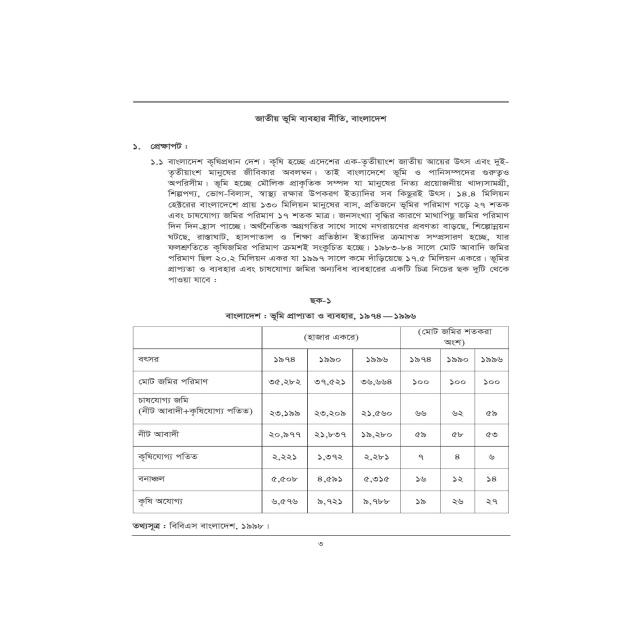 জাতীয় ভূমি ব্যবহার নীতি, বাংলাদেশ
১. প্রেক্ষাপট :
১.১ বাংলাদেশ কৃষিপ্রধান দেশ। কৃষি হচ্ছে এদেশের এক-তৃতীয়াংশ জাতীয় আয়ের উৎস এবং দুই-
তৃতীয়াংশ মানুষের জীবিকার অবলম্বন। তাই বাংলাদেশে ভূমি ও পানিসম্পদের গুরুত্বও
অপরিসীম। ভূমি হচ্ছে মৌলিক প্রাকৃতিক সম্পদ যা মানুষের নিত্য প্রয়োজনীয় খাদ্যসামগ্রী,
শিল্পপণ্য, ভোগ-বিলাস, স্বাস্থ্য রক্ষার উপকরণ ইত্যাদির সব কিছুরই উৎস। ১৪.৪ মিলিয়ন
হেক্টরের বাংলাদেশে প্রায় ১৩০ মিলিয়ন মানুষের বাস, প্রতিজনে ভূমির পরিমাণ গড়ে ২৭ শতক
এবং চাষযোগ্য জমির পরিমাণ ১৭ শতক মাত্র। জনসংখ্যা বৃদ্ধির কারণে মাথাপিছু জমির পরিমাণ
দিন দিন হ্রাস পাচ্ছে। অর্থনৈতিক অগ্রগতির সাথে সাথে নগরায়ণের প্রবণতা বাড়ছে, শিল্পোন্নয়ন
ঘটছে, রাস্তাঘাট, হাসপাতাল ও শিক্ষা প্রতিষ্ঠান ইত্যাদির ক্রমাগত সম্প্রসারণ হচ্ছে, যার
ফলশ্রুতিতে কৃষিজমির পরিমাণ ক্রমশই সংকুচিত হচ্ছে। ১৯৮৩-৮৪ সালে মোট আবাদি জমির
পরিমাণ ছিল ২০.২ মিলিয়ন একর যা ১৯৯৭ সালে কমে দাঁড়িয়েছে ১৭.৫ মিলিয়ন একরে। ভূমির
প্রাপ্যতা ও ব্যবহার এবং চাষযোগ্য জমির অন্যবিধ ব্যবহারের একটি চিত্র নিচের ছক দুটি থেকে
পাওয়া যাবে :
ছক-১
বাংলাদেশ : ভূমি প্রাপ্যতা ও ব্যবহার, ১৯৭৪—১৯৯৬
(হাজার একরে) (মোট জমির শতকরা
অংশ)
বৎসর ১৯৭৪ ১৯৯০ ১৯৯৬ ১৯৭৪ ১৯৯০ ১৯৯৬
মোট জমির পরিমাণ ৩৫,২৮২ ৩৭,৫২১ ৩৬,৬৬৪ ১০০ ১০০ ১০০
চাষযোগ্য জমি
(নীট আবাদী+কৃষিযোগ্য পতিত) ২৩,১৯৯ ২৩,২০৯ ২১,৫৬০ ৬৬ ৬২ ৫৯
নীট আবাদী ২০,৯৭৭ ২১,৮৩৭ ১৯,২৮০ ৫৯ ৫৮ ৫৩
কৃষিযোগ্য পতিত ২,২২১ ১,৩৭২ ২,২৮১ ৭ ৪ ৬
বনাঞ্চল ৫,৫০৮ ৪,৫৯১ ৫,৩১৫ ১৬ ১২ ১৪
কৃষি অযোগ্য ৬,৫৭৬ ৯,৭২১ ৯,৭৮৮ ১৯ ২৬ ২৭
তথ্যসূত্র : বিবিএস বাংলাদেশ, ১৯৯৮।
৩